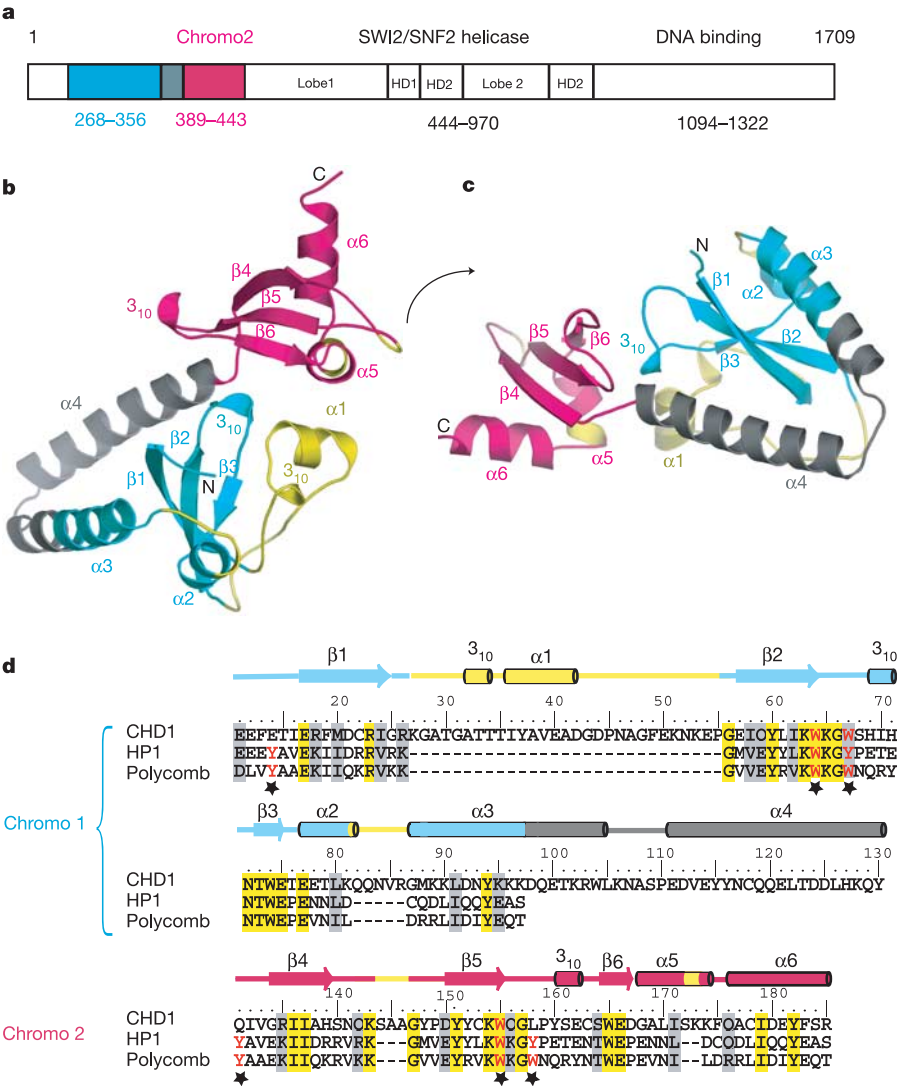 a
1 Chromo2 SWI2/SNF2 helicase DNA binding 1709
Lobe1 HD1 HD2 Lobe 2 HD2
268–356 389–443 444–970 1094–1322
b
C
α6
β4
β5
3₁₀
β6
α5
α4
α1
3₁₀
β2
β3
3₁₀
β1
N
α3
α2
c
N
α3
β1
α2
β5
β6
3₁₀
β2
β3
β4
C
α1
α6
α5
α4
d
β1 3₁₀ α1 β2 3₁₀
20 30 40 50 60 70
CHD1 EEFETIERFMDCRIGRKGATGATTTIYAVEADGDPNAGFEKNKEPGEIQYLIKWKGWSHIH
HP1 EEEYAVEKIIDRRVRK-----------------------------GMVEYYLKWKGYPETE
Polycomb DLVYAAEKIIQKRVKK-----------------------------GVVEYRVKWKGWNQRY
Chromo 1
β3 α2 α3 α4
80 90 100 110 120 130
CHD1 NTWETEETLKQQNVRGMKKLDNYKKKDQETKRWLKNASPEDVEYYNCQQELTDDLHKQY
HP1 NTWEPENNLD-----CQDLIQQYEAS
Polycomb NTWEPEVNIL-----DRRLIDIYEQT
β4 β5 3₁₀ β6 α5 α6
140 150 160 170 180
Chromo 2
CHD1 QIVGRIIAHSNQKSAAGYPDYYCKWQGLPYSECSWEDGALISKKFQACIDEYFSR
HP1 YAVEKIIDRRVRK---GMVEYYLKWKGYPETENTWEPENNL--DCQDLIQQYEAS
Polycomb YAAEKIIQKRVKK---GVVEYRVKWKGWNQRYNTWEPEVNI--LDRRLIDIYEQT